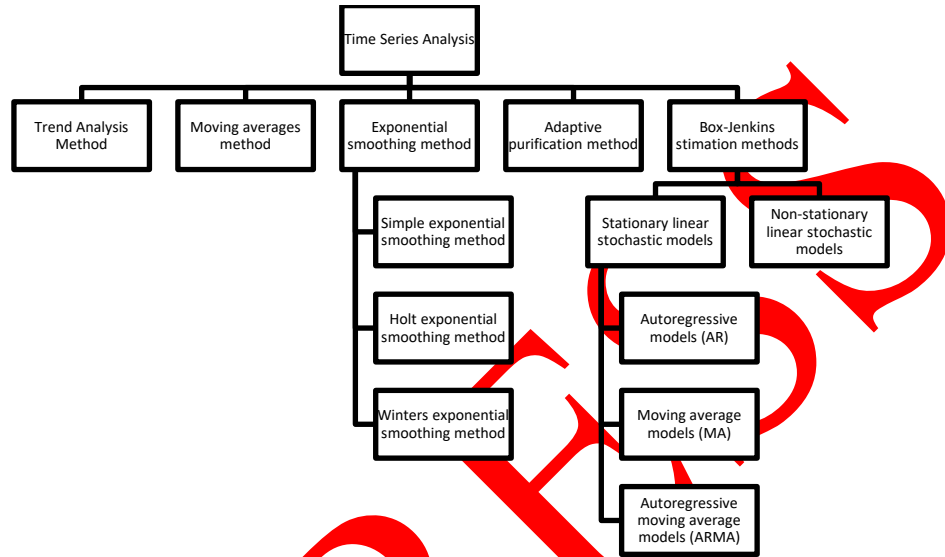 Time Series Analysis
Trend Analysis
Method
Moving averages
method
Exponential
smoothing method
Adaptive
purification method
Box-Jenkins
stimation methods
Simple exponential
smoothing method
Holt exponential
smoothing method
Winters exponential
smoothing method
Stationary linear
stochastic models
Non-stationary
linear stochastic
models
Autoregressive
models (AR)
Moving average
models (MA)
Autoregressive
moving average
models (ARMA)